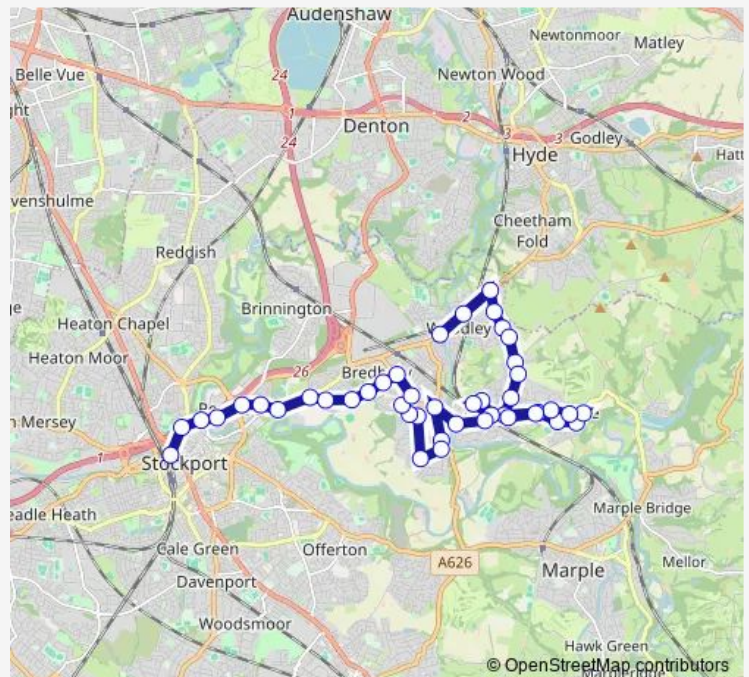 Audenshaw
Newtonmoor
Matley
24
Belle Vue
Newton Wood
1
2
Denton
3
3
Godley
24
Hyde
Hatt
venshulme
Cheetham
Fold
Reddish
Brinnington
Heaton Chapel
Heaton Moor
26
n Mersey
1
Stockport
eadle Heath
Marple Bridge
Cale Green
Offerton
A626
Mellor
Davenport
Marple
Woodsmoor
Hawk Green
© OpenStreetMap contributors